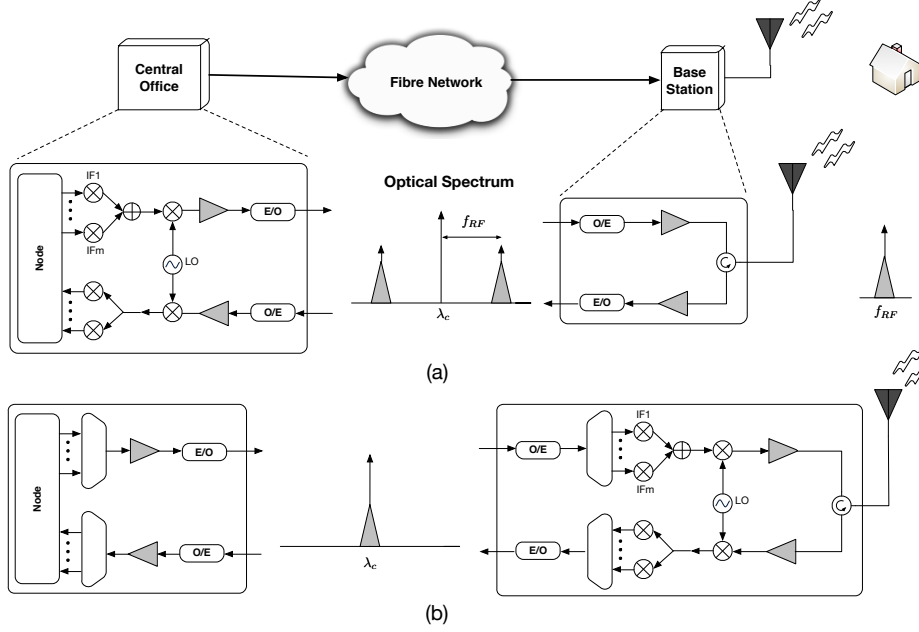 Central
Office
Fibre Network
Base
Station
Node
IF1
IFm
LO
E/O
O/E
Optical Spectrum
f_RF
λ_c
O/E
E/O
f_RF
(a)
Node
E/O
O/E
λ_c
O/E
E/O
IF1
IFm
LO
(b)